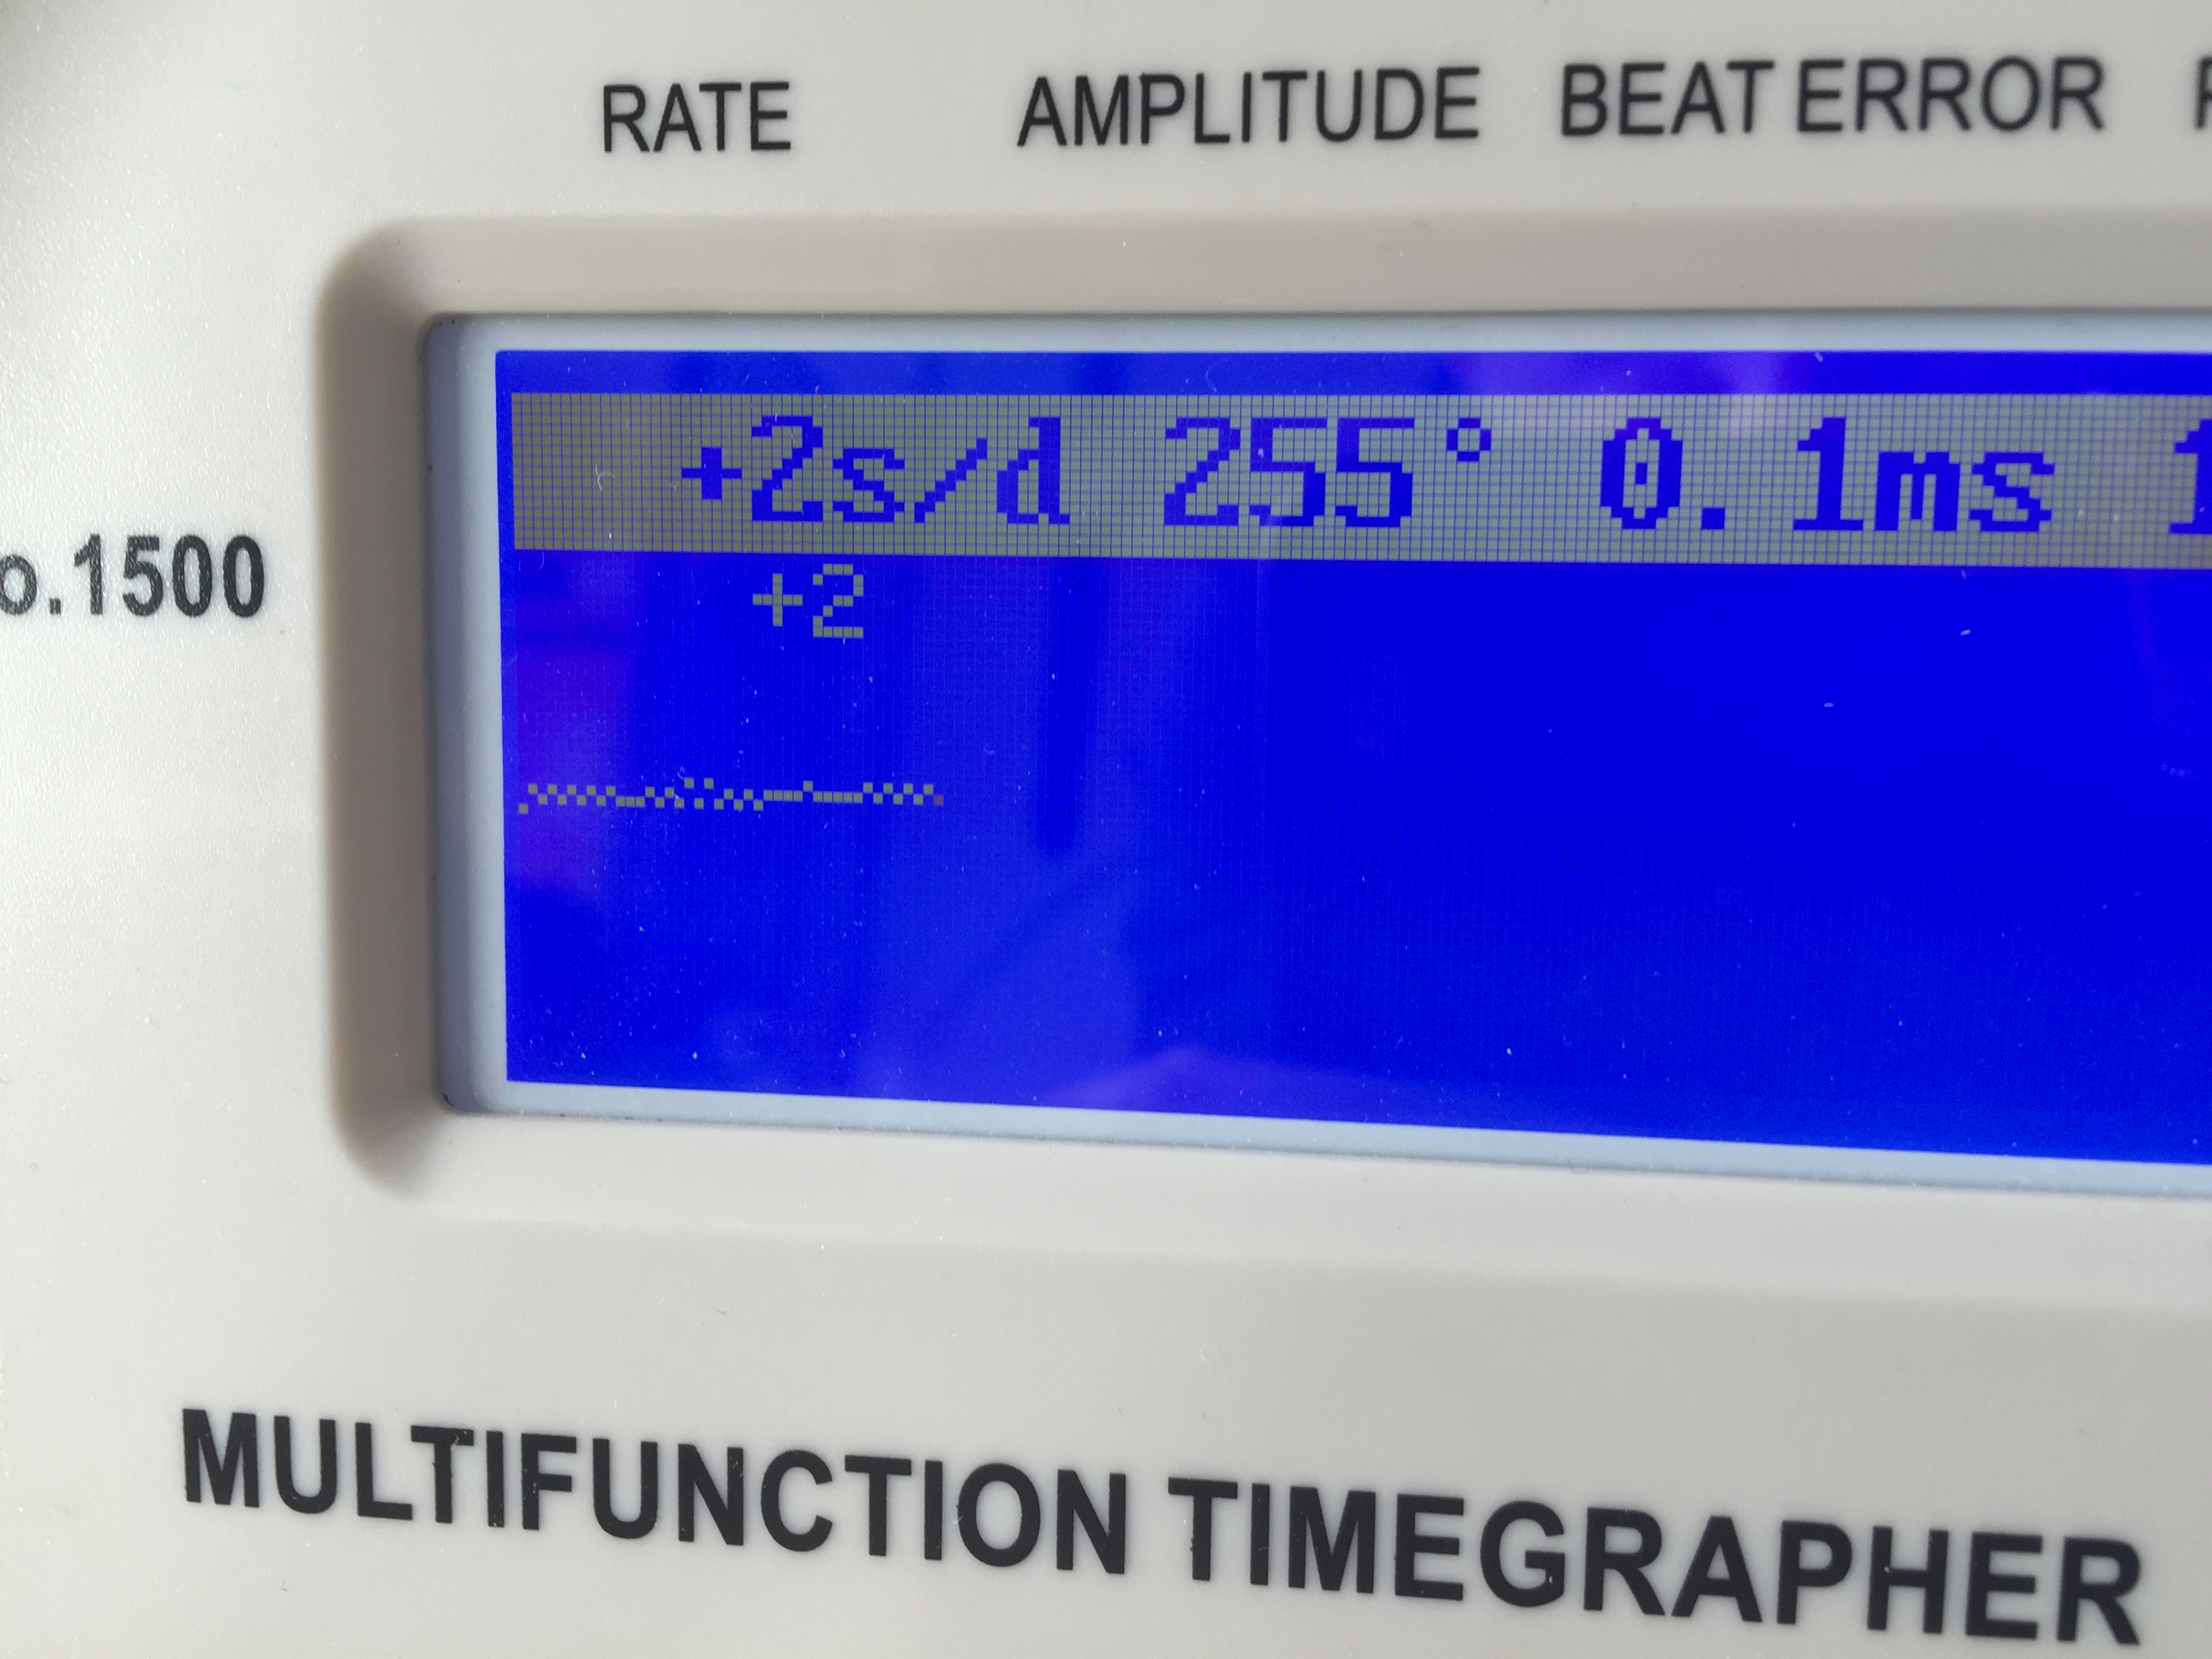 RATE AMPLITUDE BEAT ERROR
+2s/d 255° 0.1ms
o.1500
+2
MULTIFUNCTION TIMEGRAPHER